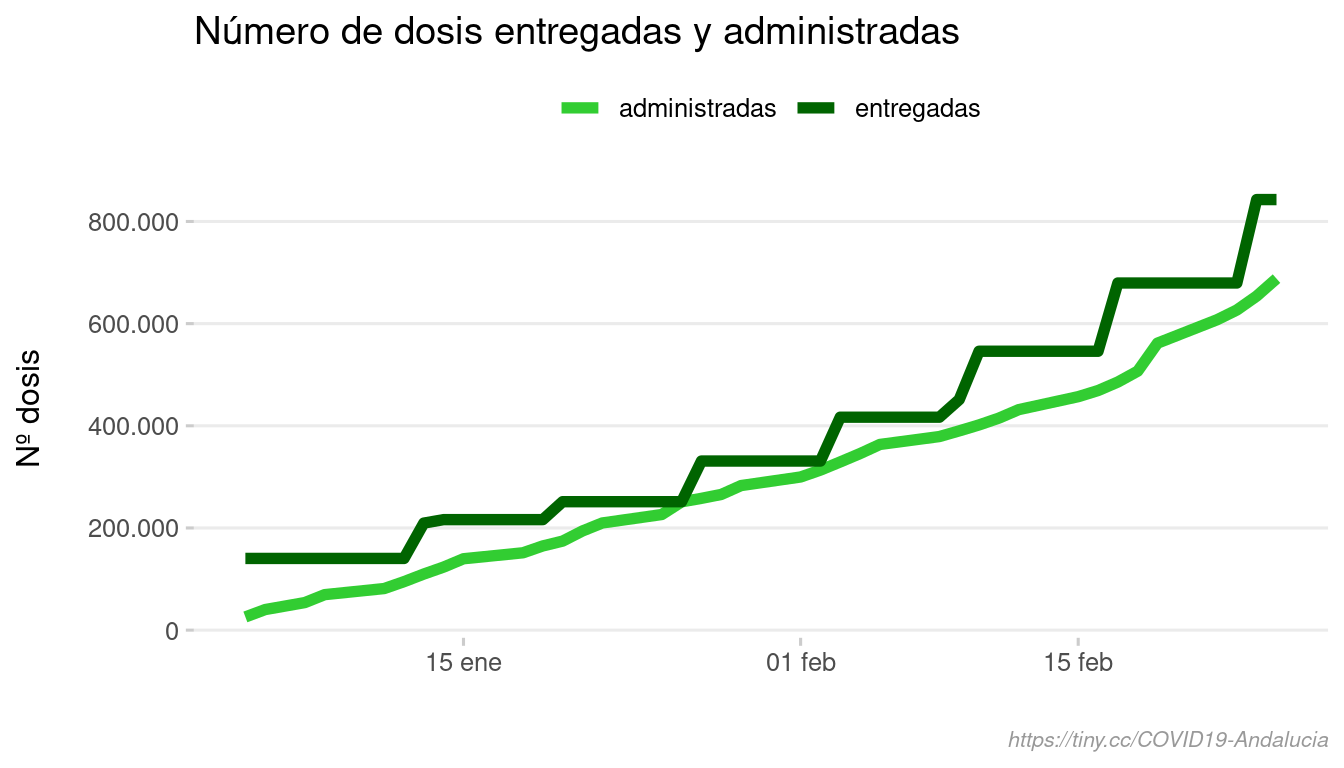 Número de dosis entregadas y administradas
administradas entregadas
Nº dosis
800.000
600.000
400.000
200.000
0
15 ene 01 feb 15 feb
https://tiny.cc/COVID19-Andalucia